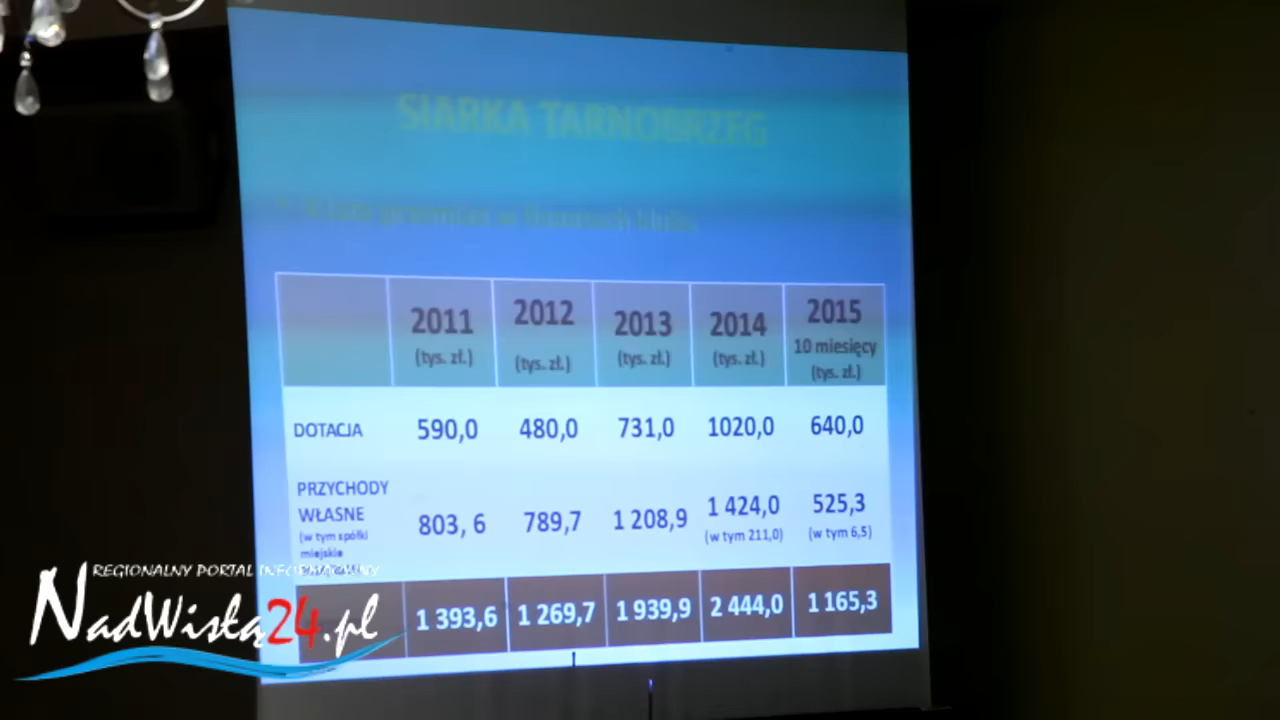 SIARKA TARNOBRZEG
w finansach klubu
2011 2012 2013 2014 2015
10 miesięcy
(tys. zł.) (tys. zł.) (tys. zł.) (tys. zł.) (tys. zł.)
DOTACJA 590,0 480,0 731,0 1020,0 640,0
PRZYCHODY
WŁASNE 803, 6 789,7 1 208,9 1 424,0 525,3
(w tym spółki (w tym 211,0) (w tym 6,5)
miejskie
REGIONALNY PORTAL INFORMACYJNY
NadWisłą24.pl
1 393,6 1 269,7 1 939,9 2 444,0 1 165,3